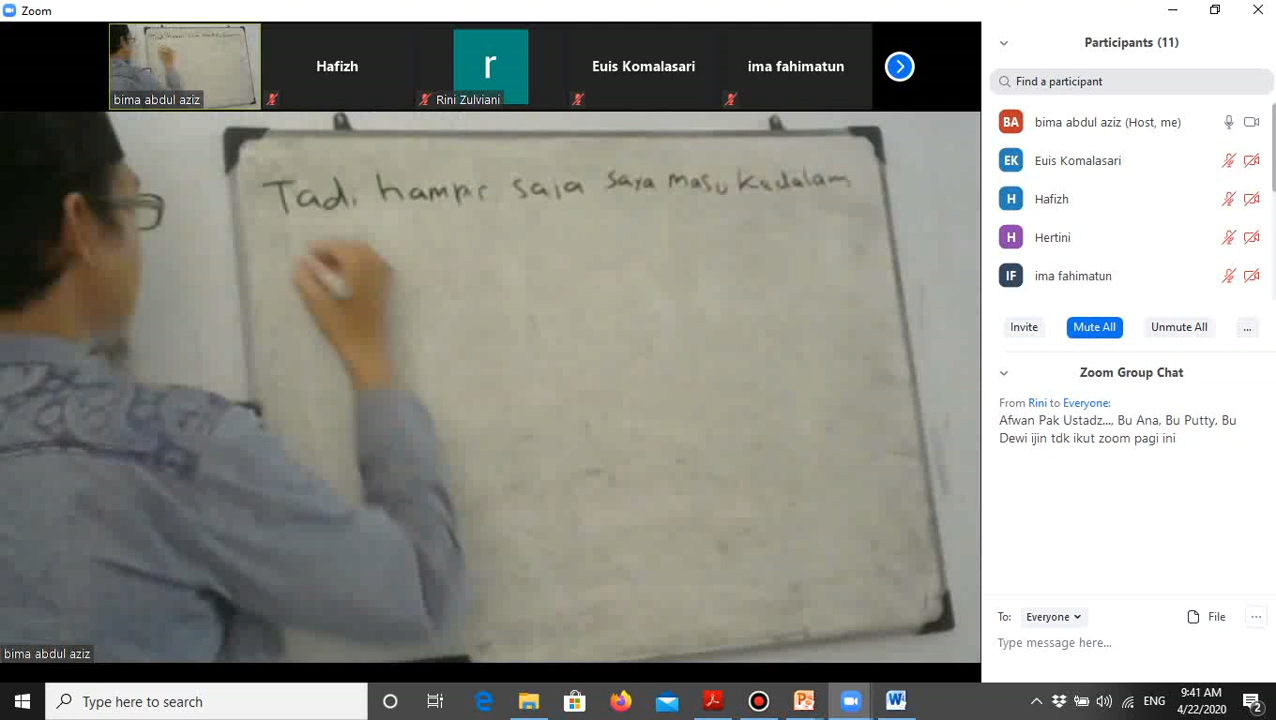 Zoom
Hafizh
r
Euis Komalasari
ima fahimatun
bima abdul aziz
Rini Zulviani
Tadi hampir saja saya masu kedalam
bima abdul aziz
Participants (11)
Find a participant
BA bima abdul aziz (Host, me)
EK Euis Komalasari
H Hafizh
H Hertini
IF ima fahimatun
Invite
Mute All
Unmute All
...
Zoom Group Chat
From Rini to Everyone:
Afwan Pak Ustadz..., Bu Ana, Bu Putty, Bu
Dewi ijin tdk ikut zoom pagi ini
To: Everyone
File
...
Type message here...
Type here to search
ENG
9:41 AM
4/22/2020
2